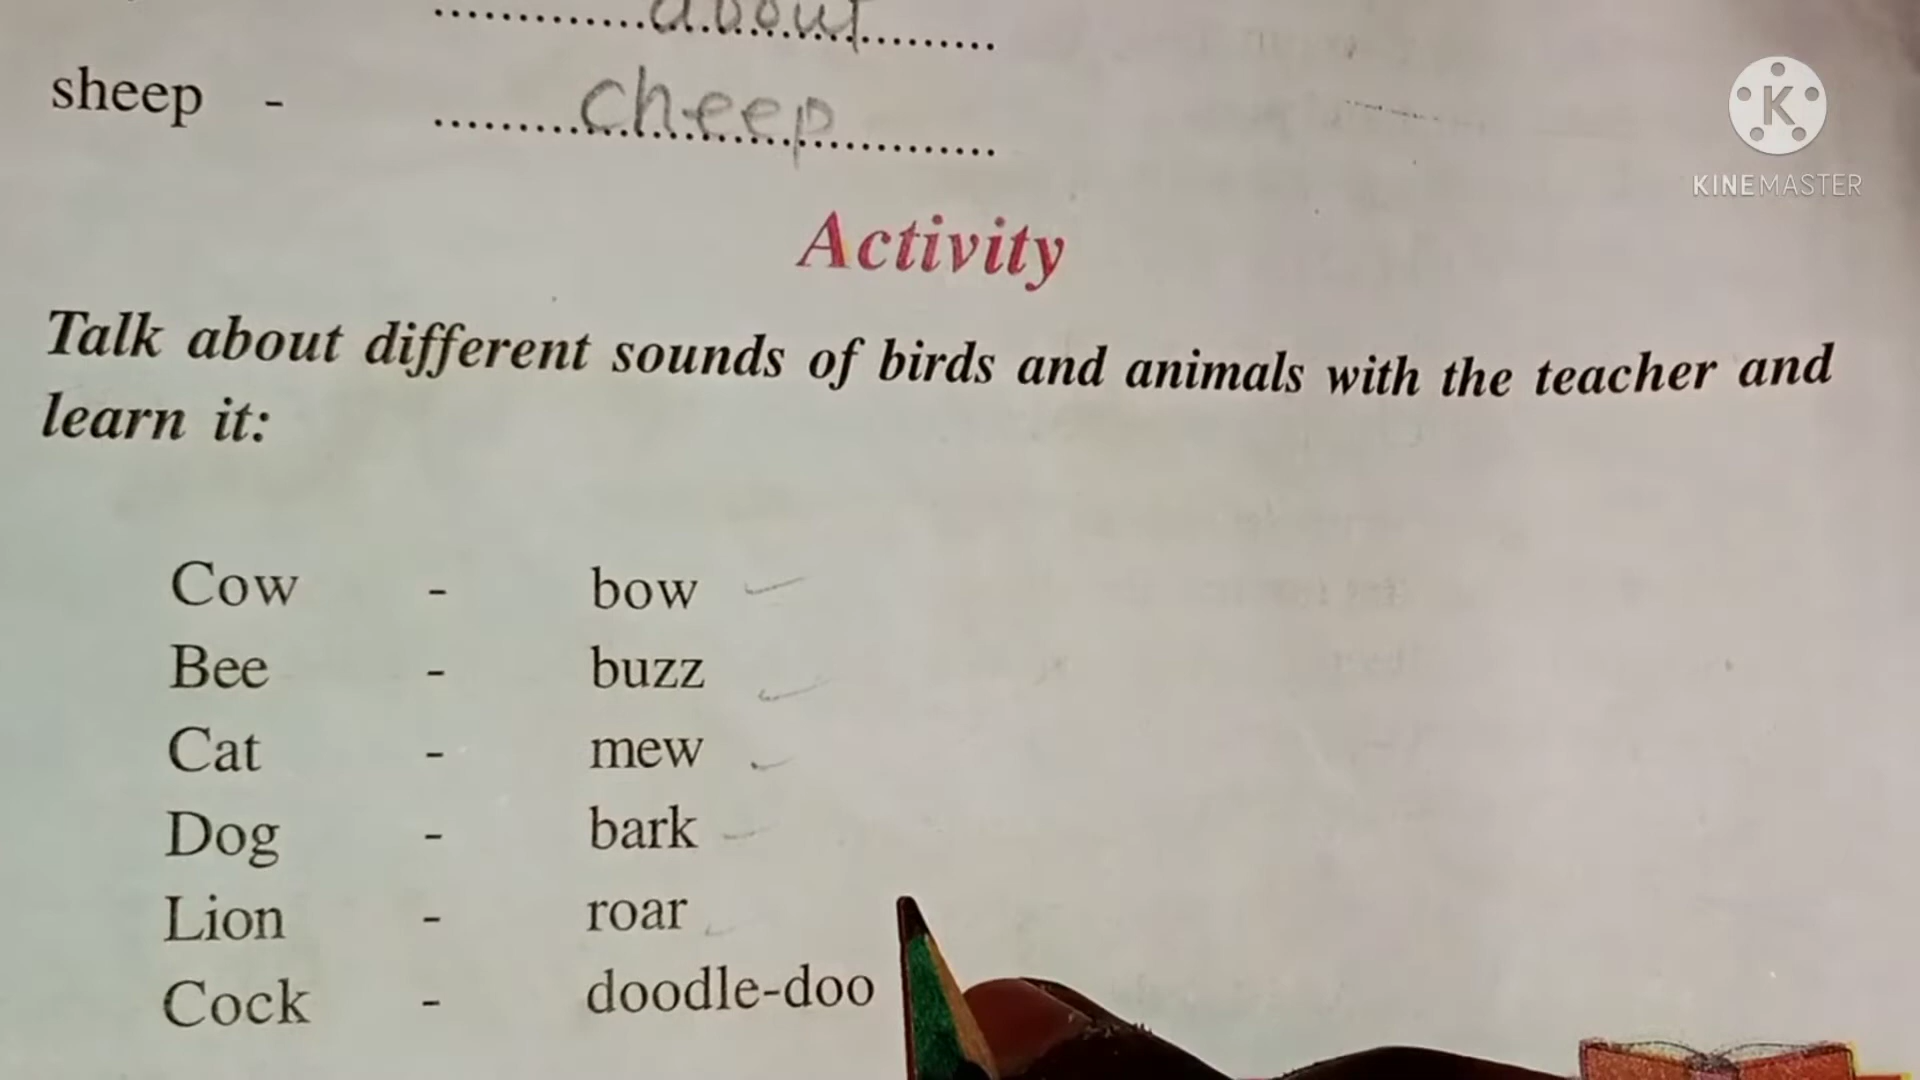 about
sheep - cheep
KINEMASTER
Activity
Talk about different sounds of birds and animals with the teacher and
learn it:
Cow - bow
Bee - buzz
Cat - mew
Dog - bark
Lion - roar
Cock - doodle-doo